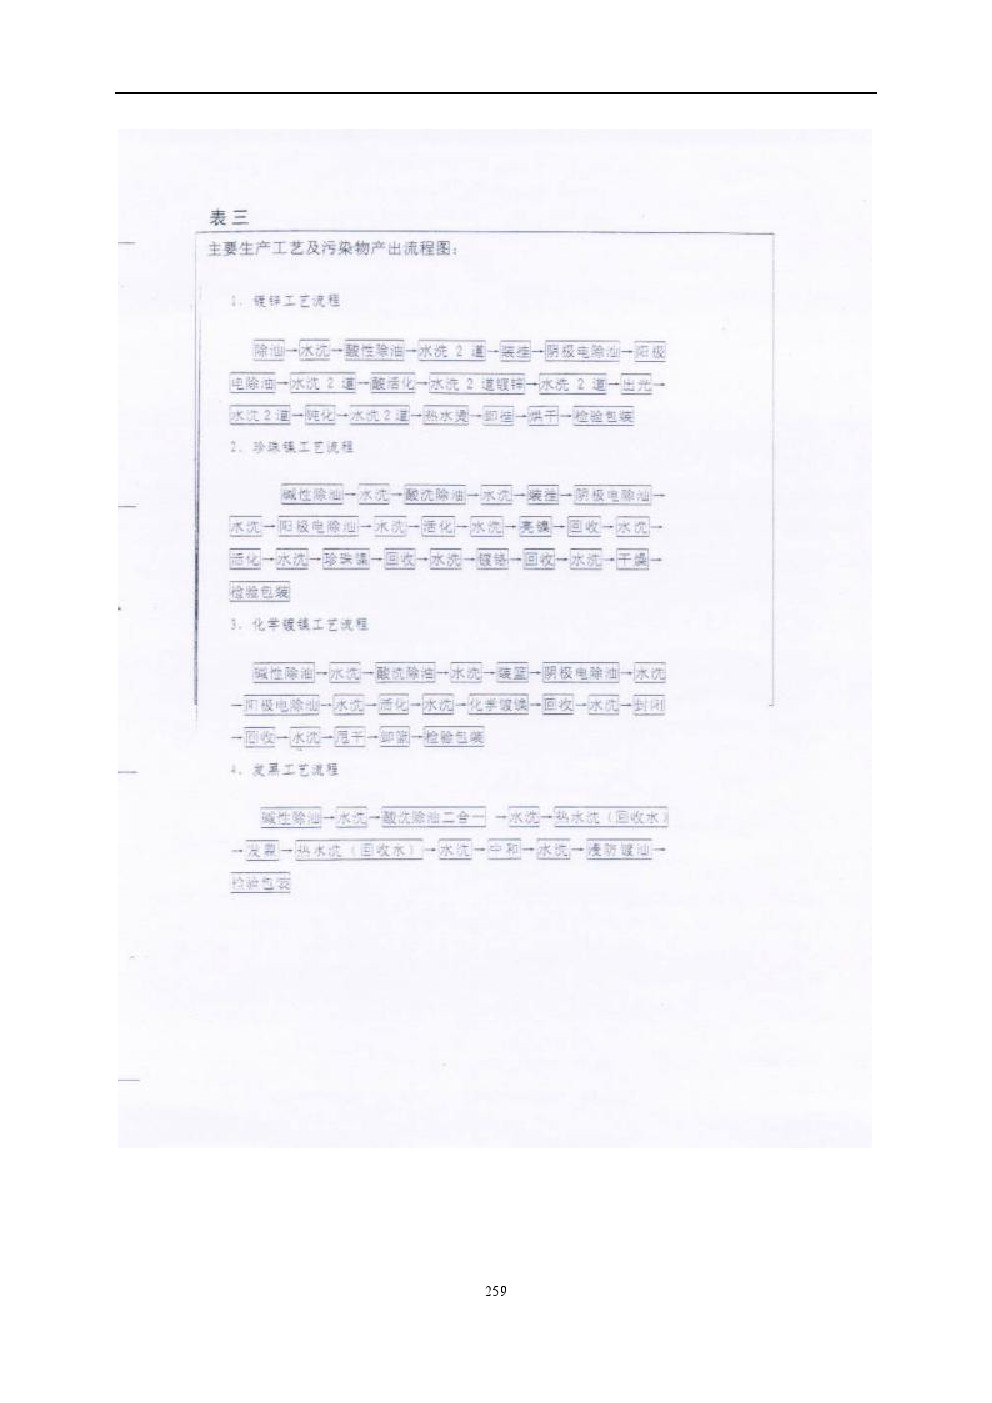 表三
主要生产工艺及污染物产出流程图：
1. 镀锌工艺流程
除油→水洗→酸性除油→水洗 2 道→装挂→阴极电除油→阳极
电除油→水洗 2 道→酸活化→水洗 2 道镀锌→水洗 2 道→出光→
水洗2道→钝化→水洗2道→热水烫→卸挂→烘干→检验包装
2. 珍珠镍工艺流程
碱性除油→水洗→酸洗除油→水洗→装挂→阴极电除油→
水洗→阳极电除油→水洗→活化→水洗→亮镍→回收→水洗→
活化→水洗→珍珠镍→回收→水洗→镀铬→回收→水洗→干燥→
检验包装
3. 化学镀镍工艺流程
碱性除油→水洗→酸洗除油→水洗→装篮→阴极电除油→水洗
→阳极电除油→水洗→活化→水洗→化学镀镍→回收→水洗→封闭
→回收→水洗→甩干→卸篮→检验包装
4. 发黑工艺流程
碱性除油→水洗→酸洗除油二合一 →水洗→热水洗（回收水）
→发黑→热水洗（回收水）→水洗→中和→水洗→浸防锈油→
检验包装
259